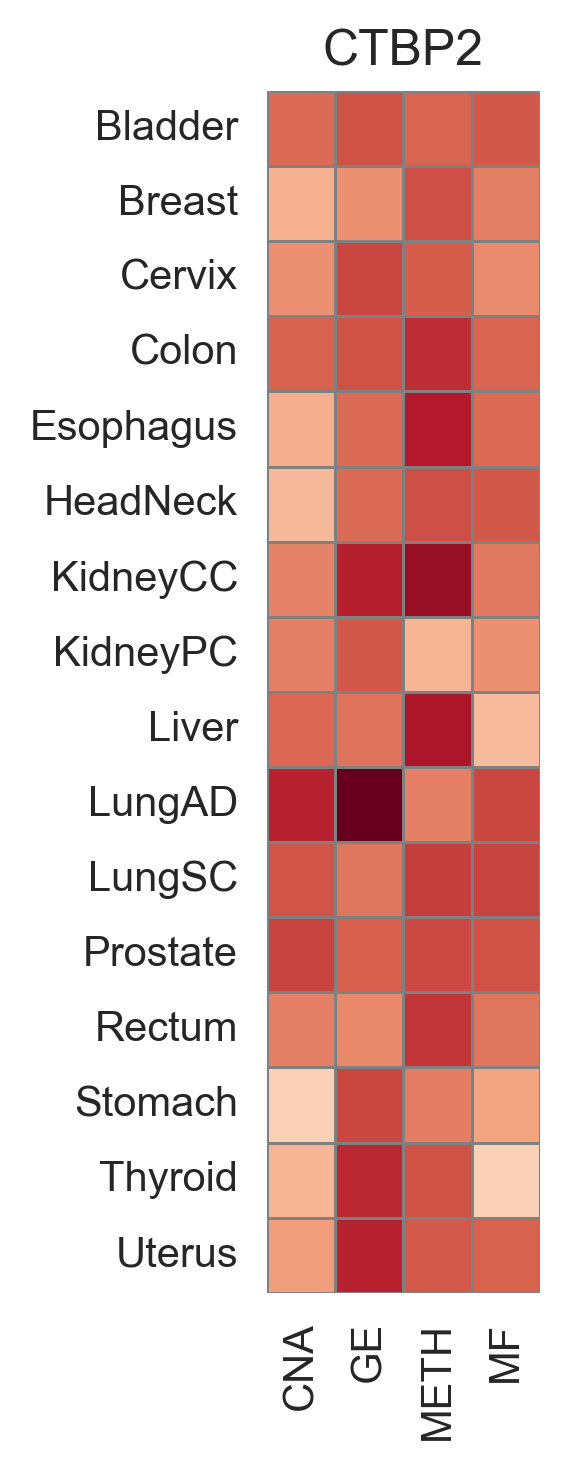 CTBP2
Bladder
Breast
Cervix
Colon
Esophagus
HeadNeck
KidneyCC
KidneyPC
Liver
LungAD
LungSC
Prostate
Rectum
Stomach
Thyroid
Uterus
CNA
GE
METH
MF